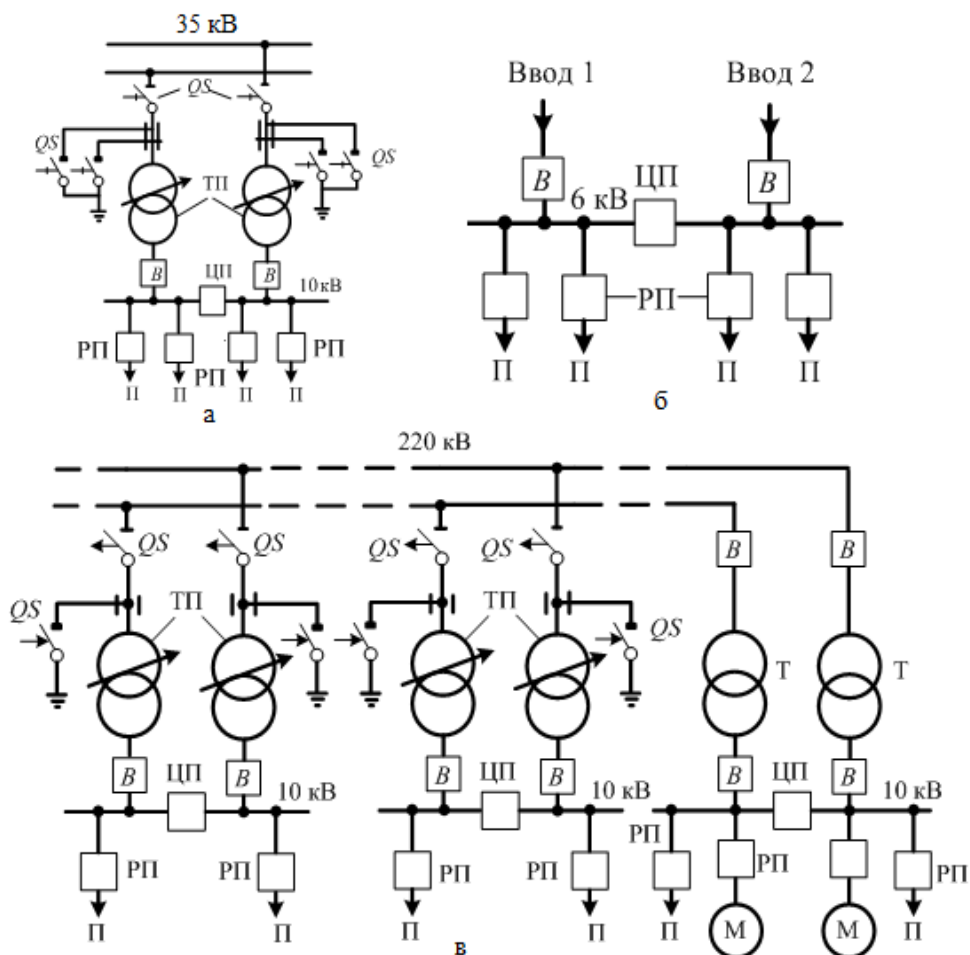 35 кВ
QS
QS
QS
ТП
В
В
ЦП
10 кВ
РП
РП
РП
П
П
П
П
а
Ввод 1
Ввод 2
В
В
ЦП
6 кВ
РП
П
П
П
П
б
220 кВ
QS
QS
QS
QS
В
В
QS
ТП
ТП
QS
Т
Т
В
В
В
В
В
В
ЦП
10 кВ
ЦП
10 кВ
ЦП
10 кВ
РП
РП
РП
РП
РП
РП
РП
П
П
П
П
М
М
П
в